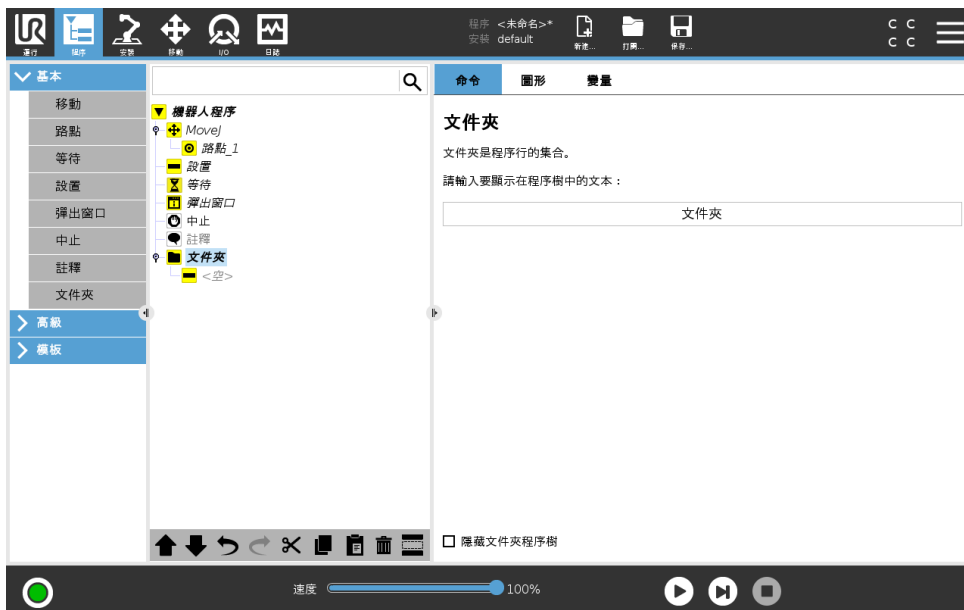 程序 <未命名>*
安裝 default
運行
程序
安裝
移動
I/O
日誌
新建...
打開...
保存...
C C
C C
基本
移動
路點
等待
設置
彈出窗口
中止
註釋
文件夾
高級
模板
機器人程序
MoveJ
路點_1
設置
等待
彈出窗口
中止
註釋
文件夾
<空>
命令 圖形 變量
文件夾
文件夾是程序行的集合。
請輸入要顯示在程序樹中的文本：
文件夾
隱藏文件夾程序樹
速度 100%